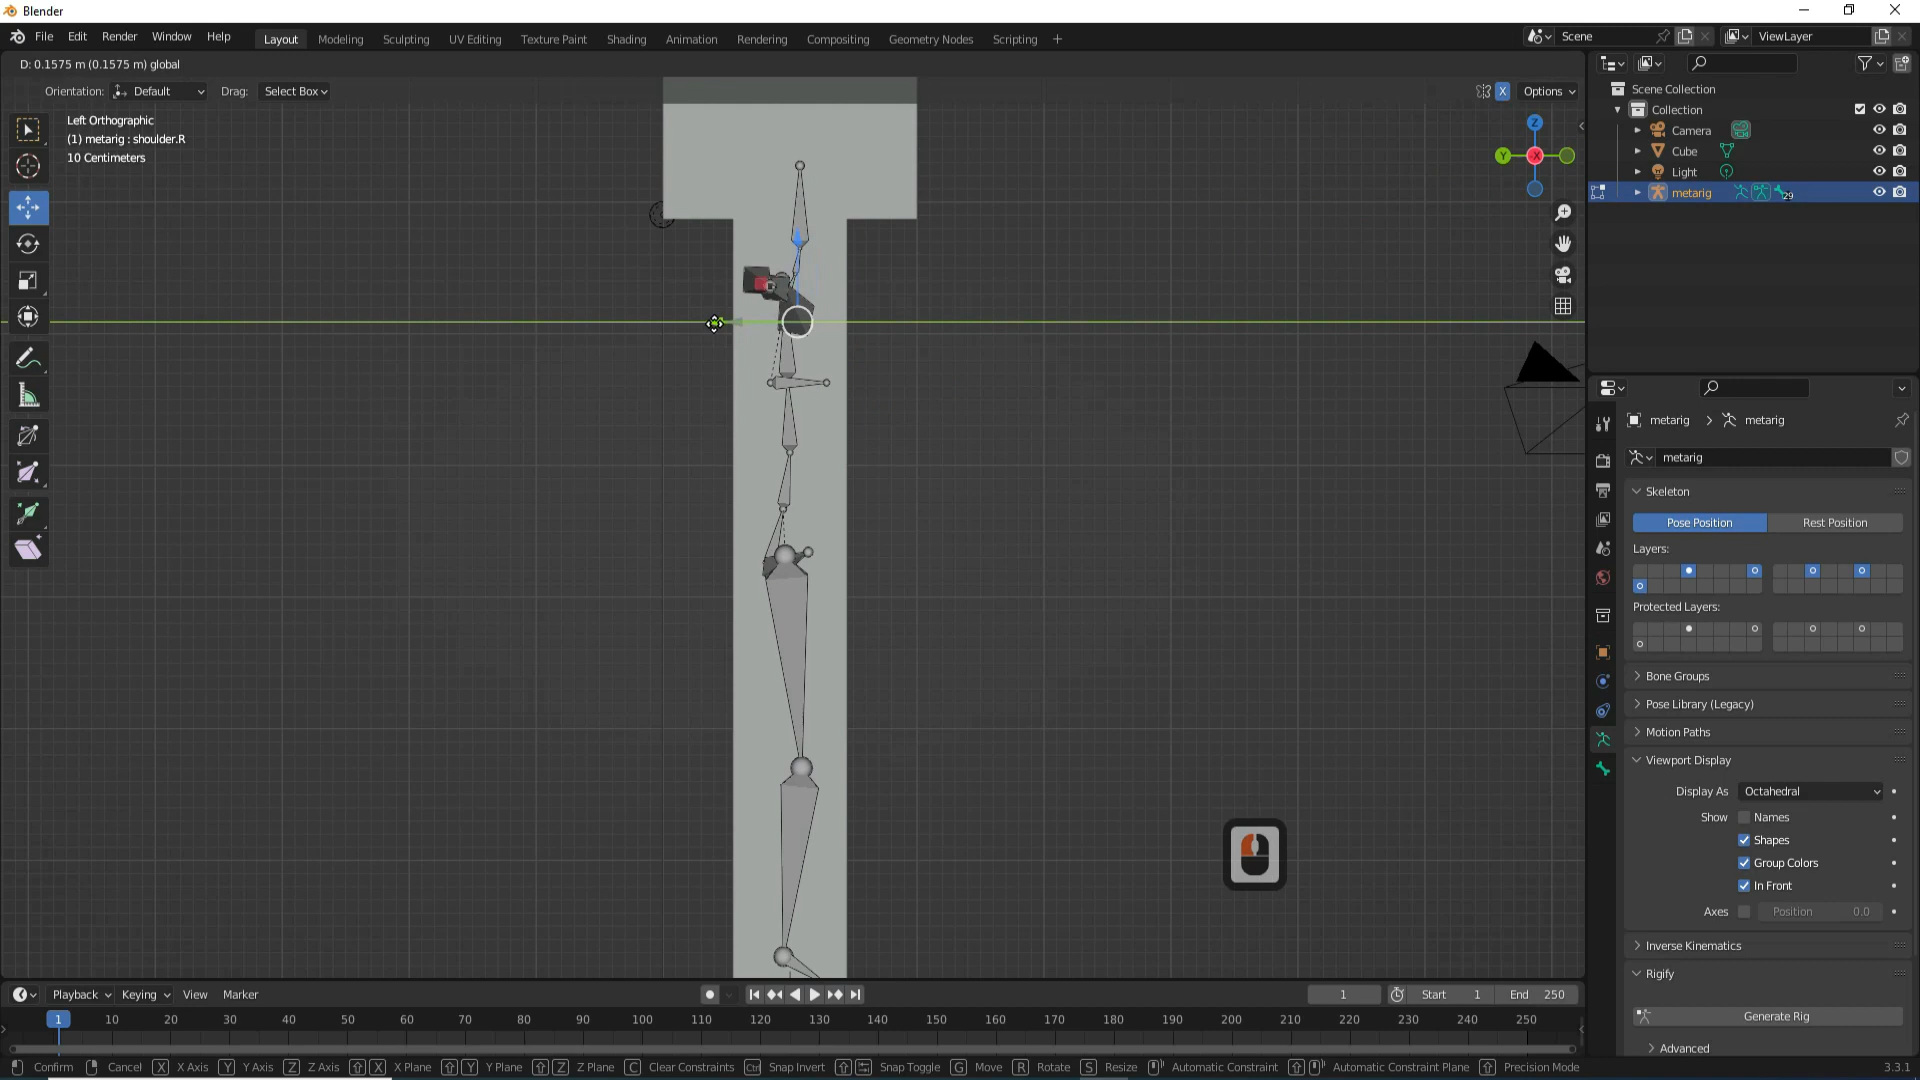 Blender
File Edit Render Window Help Layout Modeling Sculpting UV Editing Texture Paint Shading Animation Rendering Compositing Geometry Nodes Scripting + Scene ViewLayer
D: 0.1575 m (0.1575 m) global
Orientation: Default Drag: Select Box X Options
Left Orthographic
(1) metarig : shoulder.R
10 Centimeters
Z
Y X
Scene Collection
Collection
Camera
Cube
Light
metarig 29
metarig > metarig
metarig
Skeleton
Pose Position Rest Position
Layers:
Protected Layers:
Bone Groups
Pose Library (Legacy)
Motion Paths
Viewport Display
Display As Octahedral
Show Names
Shapes
Group Colors
In Front
Axes Position 0.0
Inverse Kinematics
Rigify
Generate Rig
Advanced
Playback Keying View Marker 1 Start 1 End 250
1 10 20 30 40 50 60 70 80 90 100 110 120 130 140 150 160 170 180 190 200 210 220 230 240 250
Confirm Cancel X X Axis Y Y Axis Z Z Axis X X Plane Y Y Plane Z Z Plane C Clear Constraints Ctrl Snap Invert Snap Toggle G Move R Rotate S Resize Automatic Constraint Automatic Constraint Plane Precision Mode 3.3.1